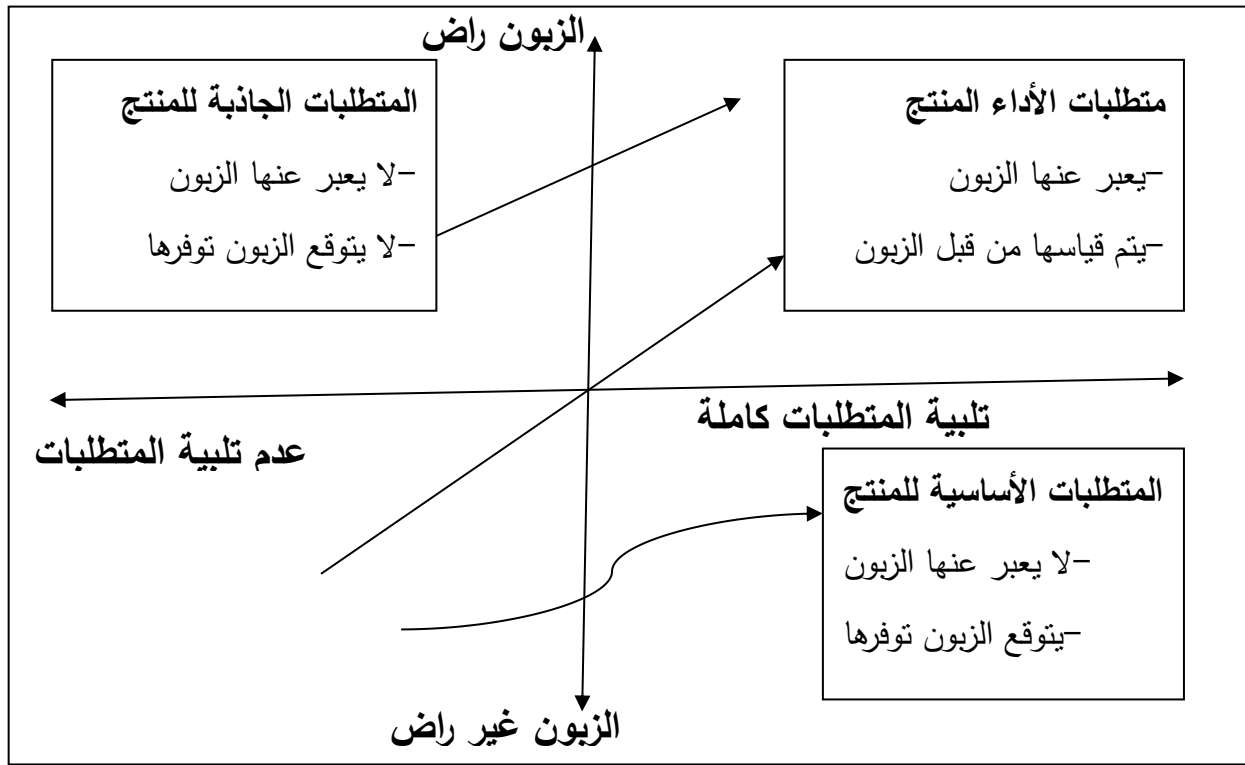 الزبون راض
متطلبات الأداء المنتج
-يعبر عنها الزبون
-يتم قياسها من قبل الزبون
المتطلبات الجاذبة للمنتج
-لا يعبر عنها الزبون
-لا يتوقع الزبون توفرها
تلبية المتطلبات كاملة
عدم تلبية المتطلبات
المتطلبات الأساسية للمنتج
-لا يعبر عنها الزبون
-يتوقع الزبون توفرها
الزبون غير راض